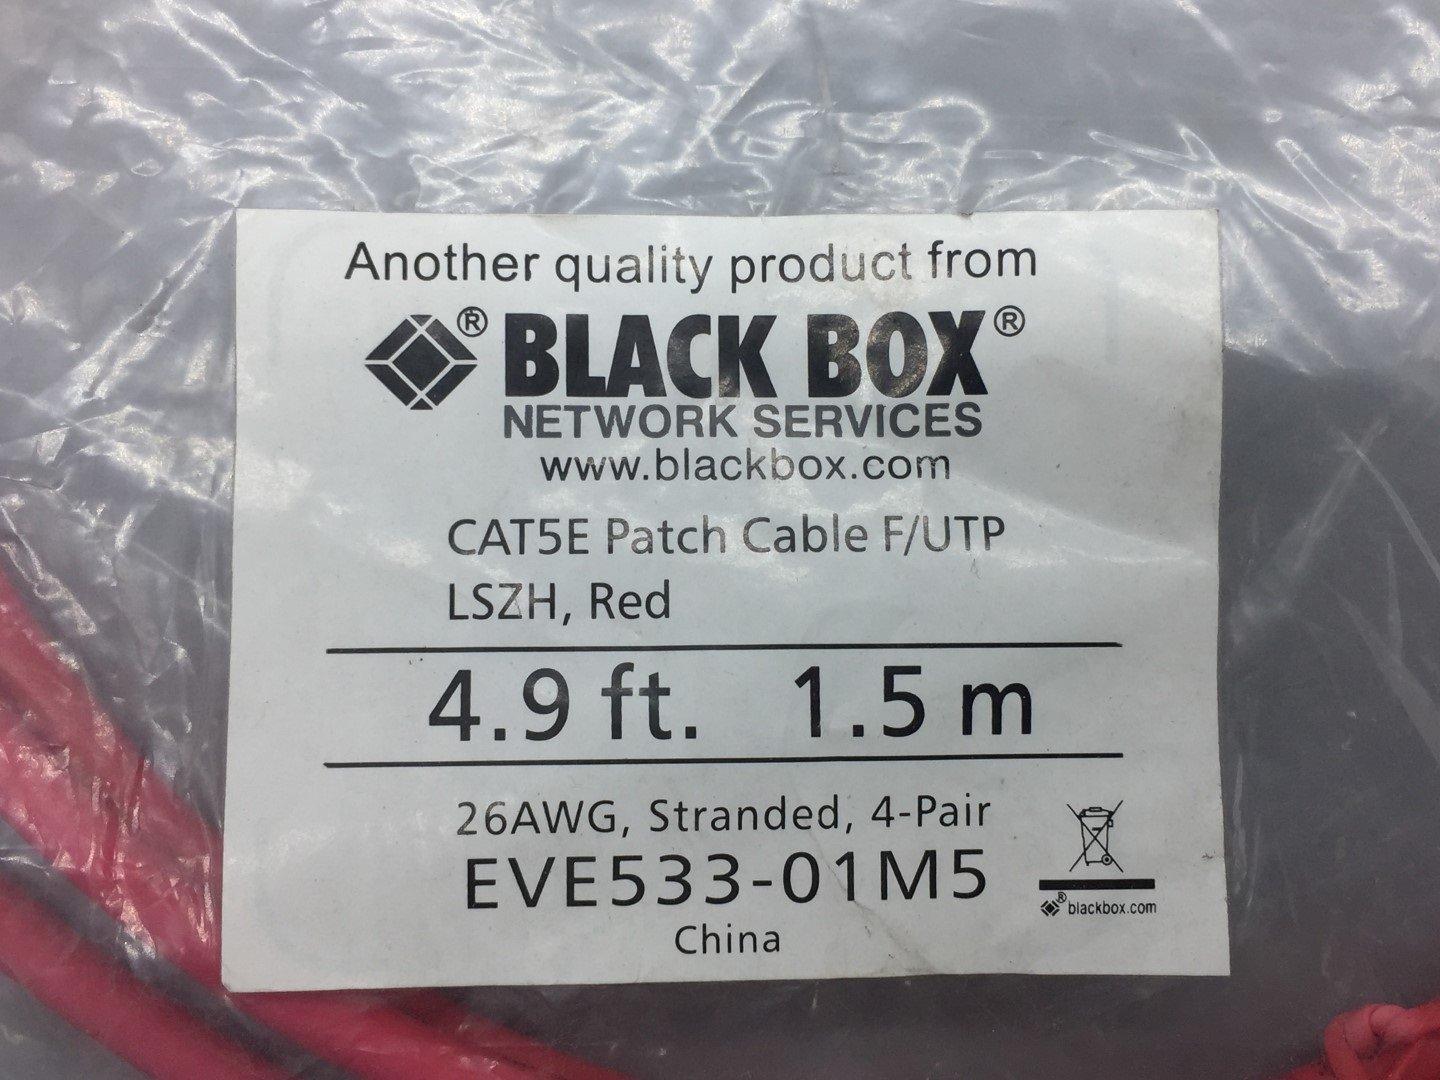 Another quality product from
® BLACK BOX®
NETWORK SERVICES
www.blackbox.com
CAT5E Patch Cable F/UTP
LSZH, Red
4.9 ft. 1.5 m
26AWG, Stranded, 4-Pair
EVE533-01M5
® blackbox.com
China